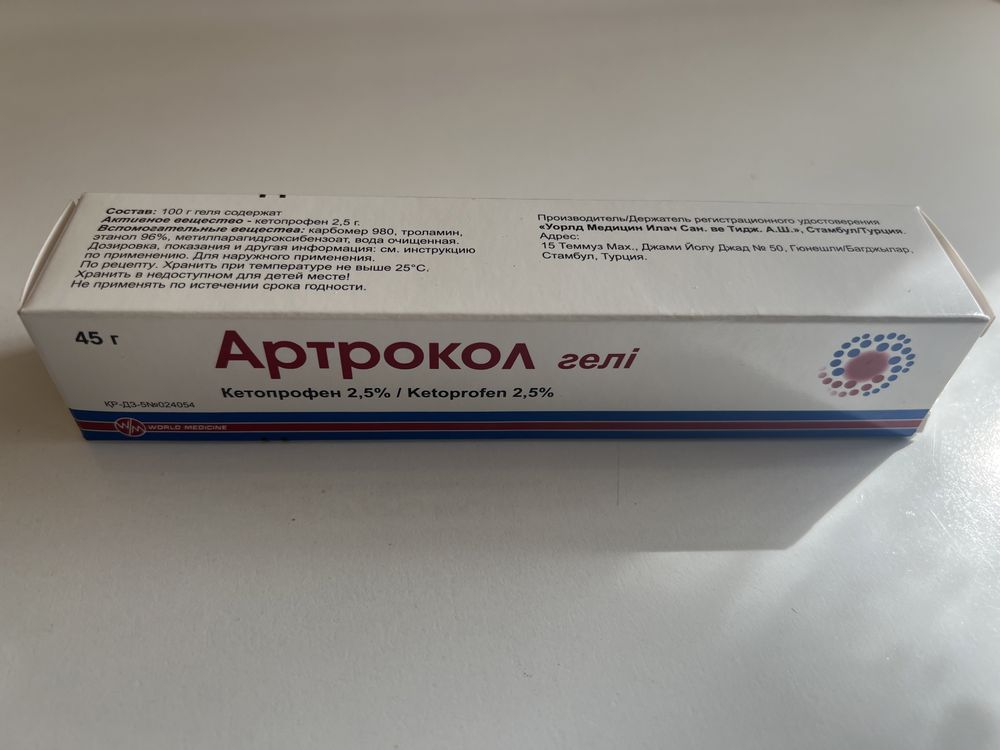 Состав: 100 г геля содержат
Активное вещество - кетопрофен 2,5 г.
Вспомогательные вещества: карбомер 980, троламин,
этанол 96%, метилпарагидроксибензоат, вода очищенная.
Дозировка, показания и другая информация: см. инструкцию
по применению. Для наружного применения.
По рецепту. Хранить при температуре не выше 25°С.
Хранить в недоступном для детей месте!
Не применять по истечении срока годности.
Производитель/Держатель регистрационного удостоверения
«Уорлд Медицин Илач Сан. ве Тидж. А.Ш.», Стамбул/Турция.
Адрес:
15 Теммуз Мах., Джами Йолу Джад № 50, Гюнешли/Багджылар,
Стамбул, Турция.
45 г
Артрокол гелі
Кетопрофен 2,5% / Ketoprofen 2,5%
ҚР-ДЗ-5№024054
WM WORLD MEDICINE